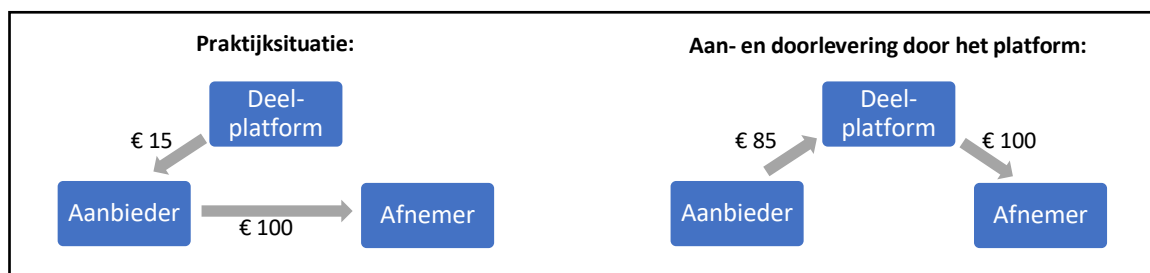 Praktijksituatie:
Deel-
platform
€ 15
Aanbieder
€ 100
Afnemer
Aan- en doorlevering door het platform:
Deel-
platform
€ 85
€ 100
Aanbieder
Afnemer